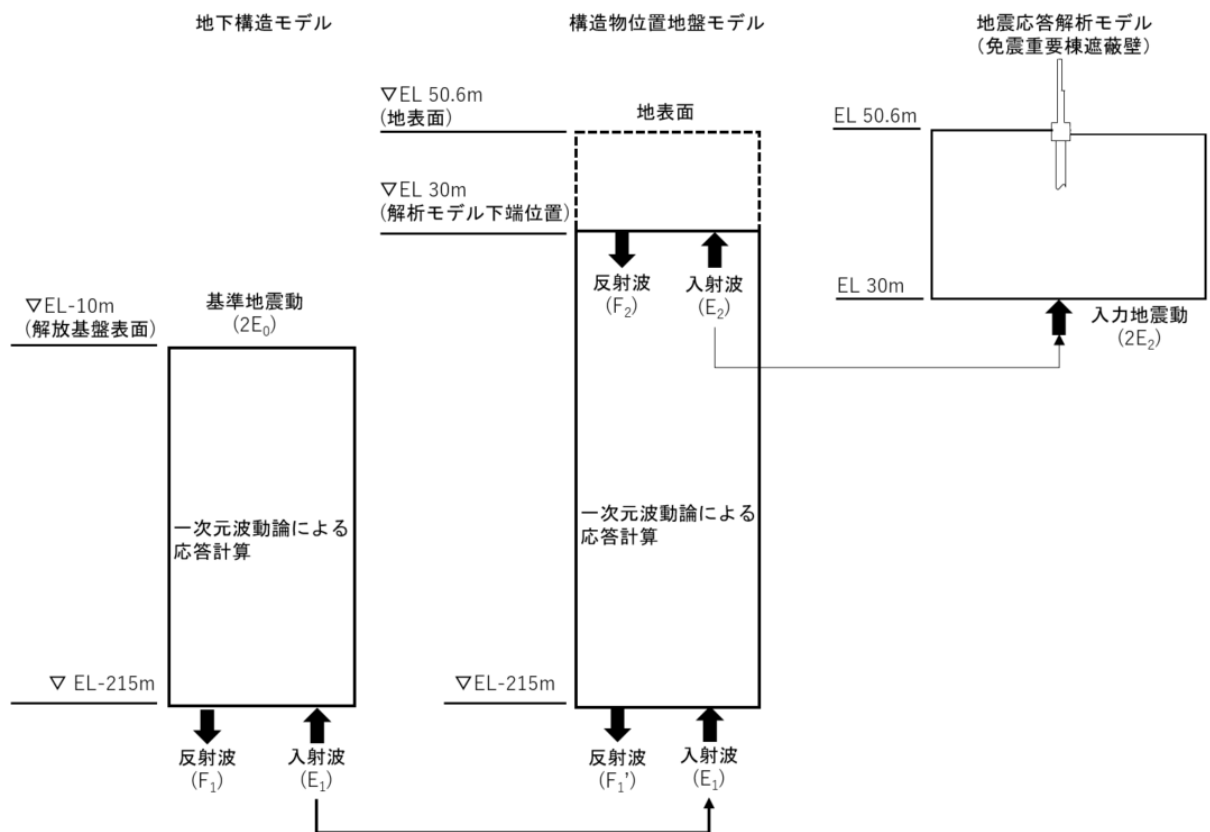 地下構造モデル
▽EL-10m
(解放基盤表面)
基準地震動
(2E₀)
一次元波動論による
応答計算
▽ EL-215m
反射波
(F₁)
入射波
(E₁)
構造物位置地盤モデル
▽EL 50.6m
(地表面)
地表面
▽EL 30m
(解析モデル下端位置)
反射波
(F₂)
入射波
(E₂)
一次元波動論による
応答計算
▽EL-215m
反射波
(F₁')
入射波
(E₁)
地震応答解析モデル
(免震重要棟遮蔽壁)
EL 50.6m
EL 30m
入力地震動
(2E₂)